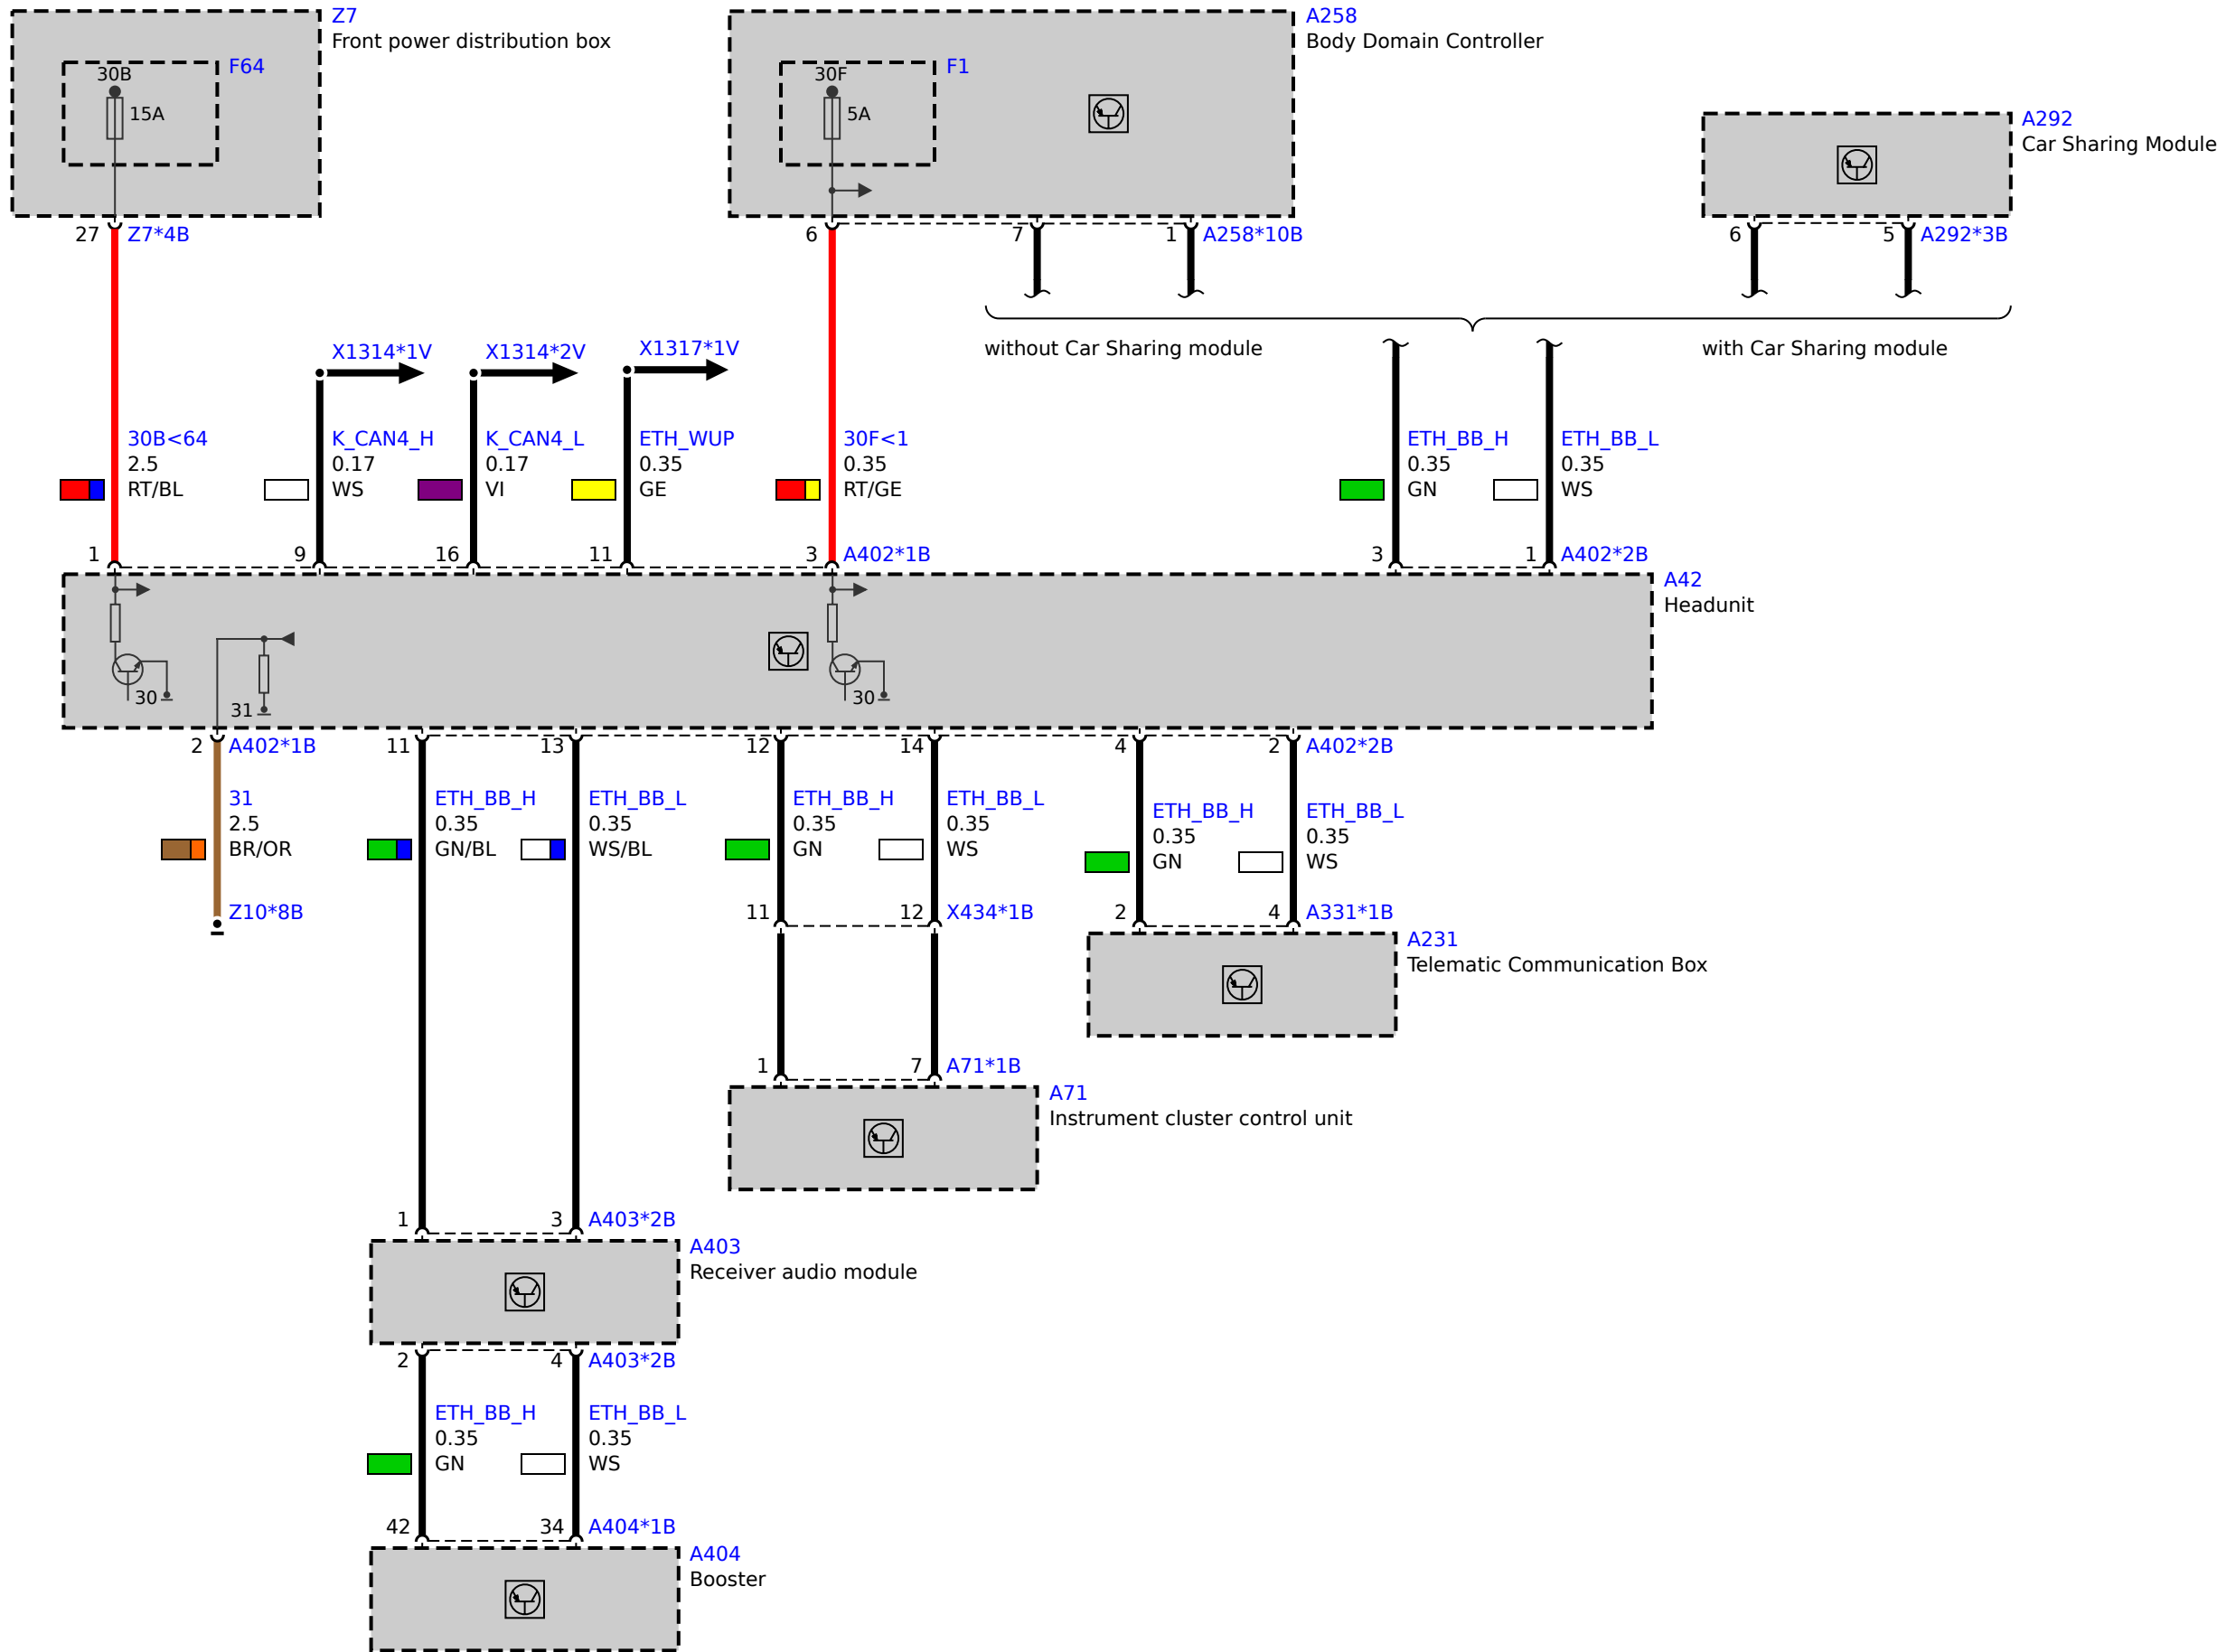 Z7
Front power distribution box
F64
30B
15A
A258
Body Domain Controller
F1
30F
5A
A292
Car Sharing Module
27 Z7*4B
6
7
1 A258*10B
6
5 A292*3B
without Car Sharing module
with Car Sharing module
X1314*1V
X1314*2V
X1317*1V
30B<64
2.5
RT/BL
K_CAN4_H
0.17
WS
K_CAN4_L
0.17
VI
ETH_WUP
0.35
GE
30F<1
0.35
RT/GE
ETH_BB_H
0.35
GN
ETH_BB_L
0.35
WS
1
9
16
11
3 A402*1B
3
1 A402*2B
A42
Headunit
30
31
30
2 A402*1B
11
13
12
14
4
2 A402*2B
31
2.5
BR/OR
ETH_BB_H
0.35
GN/BL
ETH_BB_L
0.35
WS/BL
ETH_BB_H
0.35
GN
ETH_BB_L
0.35
WS
ETH_BB_H
0.35
GN
ETH_BB_L
0.35
WS
Z10*8B
11
12 X434*1B
2
4 A331*1B
A231
Telematic Communication Box
1
7 A71*1B
A71
Instrument cluster control unit
1
3 A403*2B
A403
Receiver audio module
2
4 A403*2B
ETH_BB_H
0.35
GN
ETH_BB_L
0.35
WS
42
34 A404*1B
A404
Booster